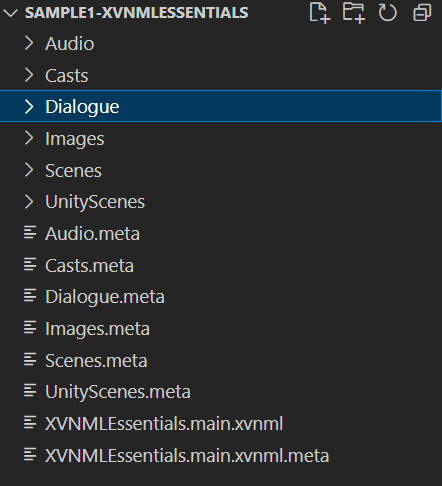 SAMPLE1-XVNMLESSENTIALS
Audio
Casts
Dialogue
Images
Scenes
UnityScenes
Audio.meta
Casts.meta
Dialogue.meta
Images.meta
Scenes.meta
UnityScenes.meta
XVNMLEssentials.main.xvnml
XVNMLEssentials.main.xvnml.meta